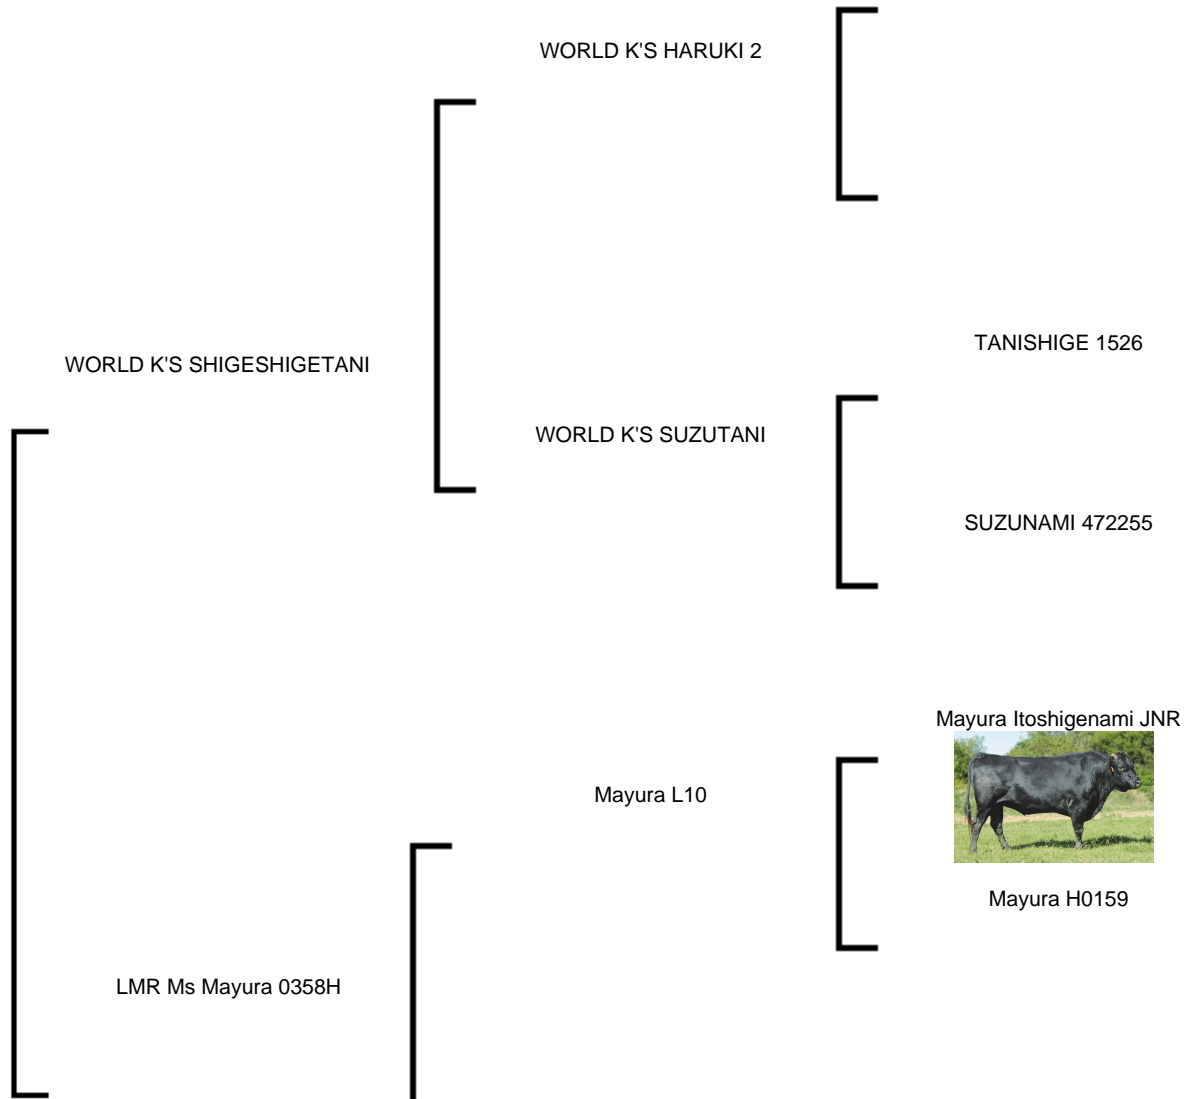 WORLD K'S HARUKI 2
TANISHIGE 1526
WORLD K'S SHIGESHIGETANI
WORLD K'S SUZUTANI
SUZUNAMI 472255
Mayura Itoshigenami JNR
Mayura L10
Mayura H0159
LMR Ms Mayura 0358H